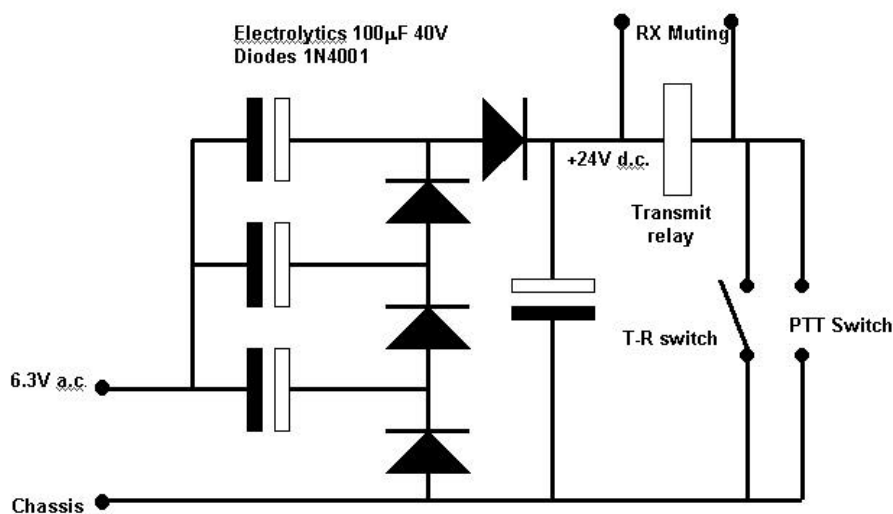 Electrolytics 100µF 40V
Diodes 1N4001
RX Muting
+24V d.c.
Transmit
relay
T-R switch
PTT Switch
6.3V a.c.
Chassis